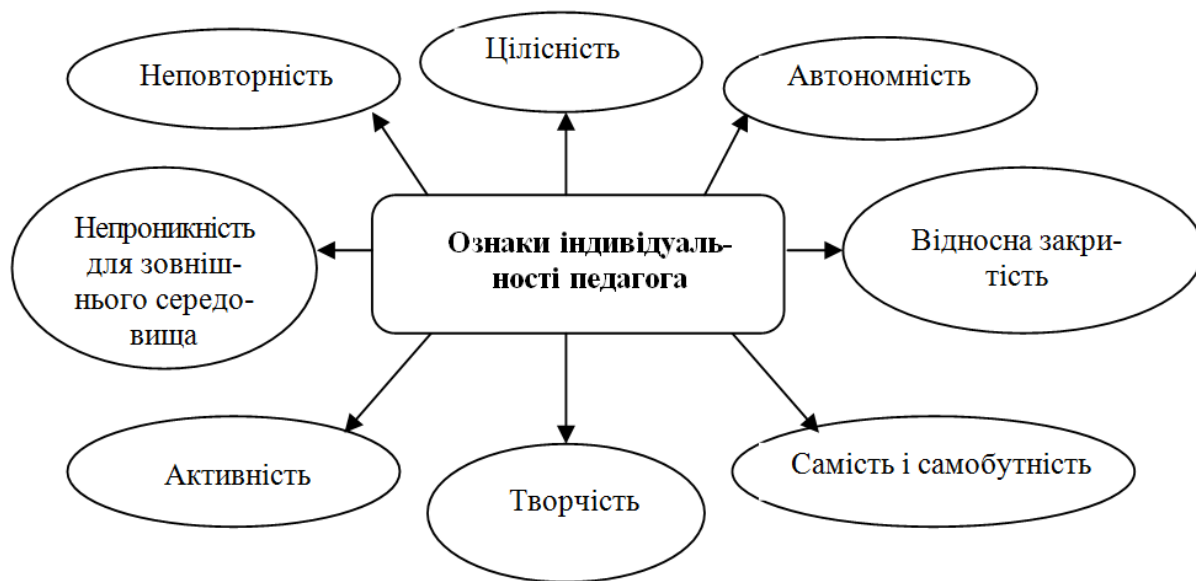 Цілісність
Неповторність
Автономність
Непроникність
для зовніш-
нього середо-
вища
Ознаки індивідуаль-
ності педагога
Відносна закри-
тість
Активність
Творчість
Самість і самобутність